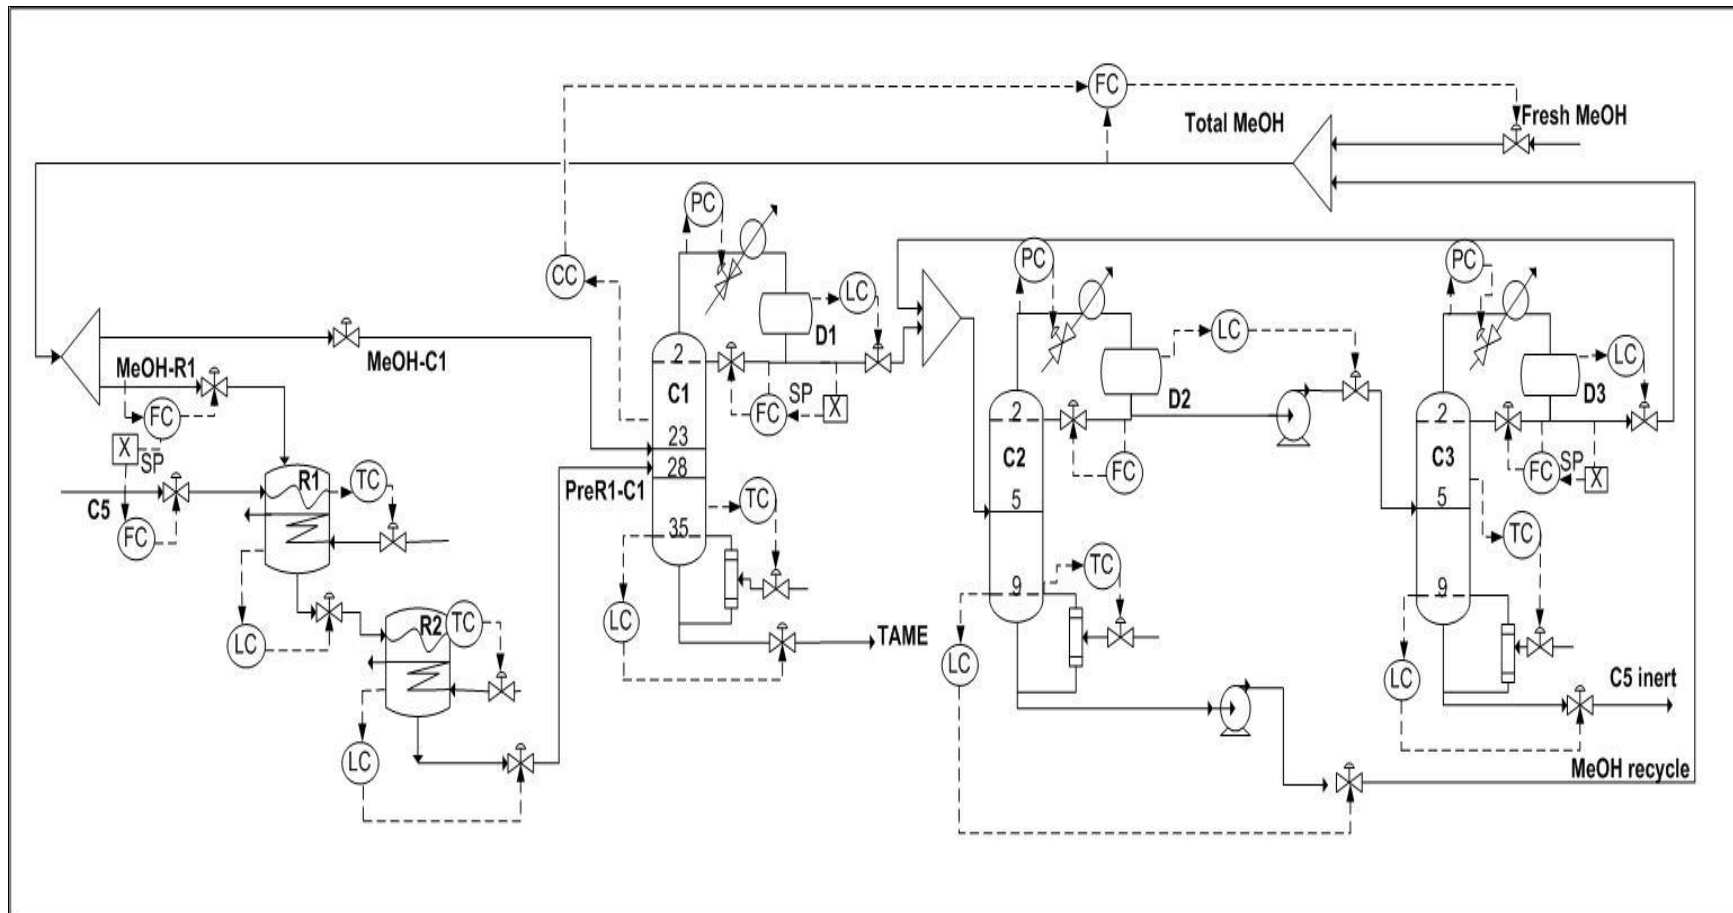 FC
Total MeOH
Fresh MeOH
PC
CC
LC
D1
PC
LC
D2
PC
LC
D3
MeOH-R1
MeOH-C1
2
C1
23
28
35
FC
SP
X
FC
X
SP
C5
FC
R1
TC
PreR1-C1
TC
LC
R2
TC
LC
LC
TAME
2
C2
5
9
FC
TC
LC
2
C3
5
9
FC
SP
X
TC
LC
C5 inert
MeOH recycle